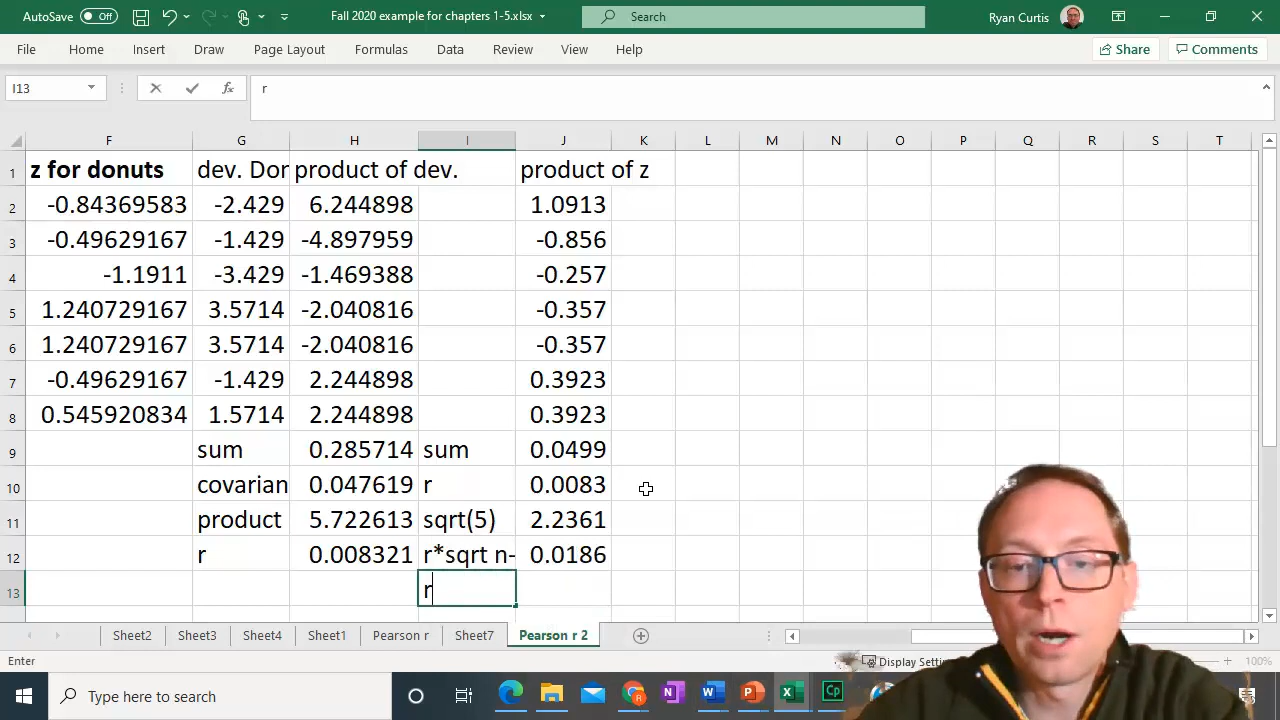 AutoSave Off
Fall 2020 example for chapters 1-5.xlsx
Search
Ryan Curtis
File Home Insert Draw Page Layout Formulas Data Review View Help
Share Comments
I13 fx r
F G H I J K L M N O P Q R S T
1 z for donuts dev. Don product of dev. product of z
2 -0.84369583 -2.429 6.244898 1.0913
3 -0.49629167 -1.429 -4.897959 -0.856
4 -1.1911 -3.429 -1.469388 -0.257
5 1.240729167 3.5714 -2.040816 -0.357
6 1.240729167 3.5714 -2.040816 -0.357
7 -0.49629167 -1.429 2.244898 0.3923
8 0.545920834 1.5714 2.244898 0.3923
9 sum 0.285714 sum 0.0499
10 covarian 0.047619 r 0.0083
11 product 5.722613 sqrt(5) 2.2361
12 r 0.008321 r*sqrt n- 0.0186
13 r
Sheet2 Sheet3 Sheet4 Sheet1 Pearson r Sheet7 Pearson r 2
Enter Display Setti 100%
Type here to search